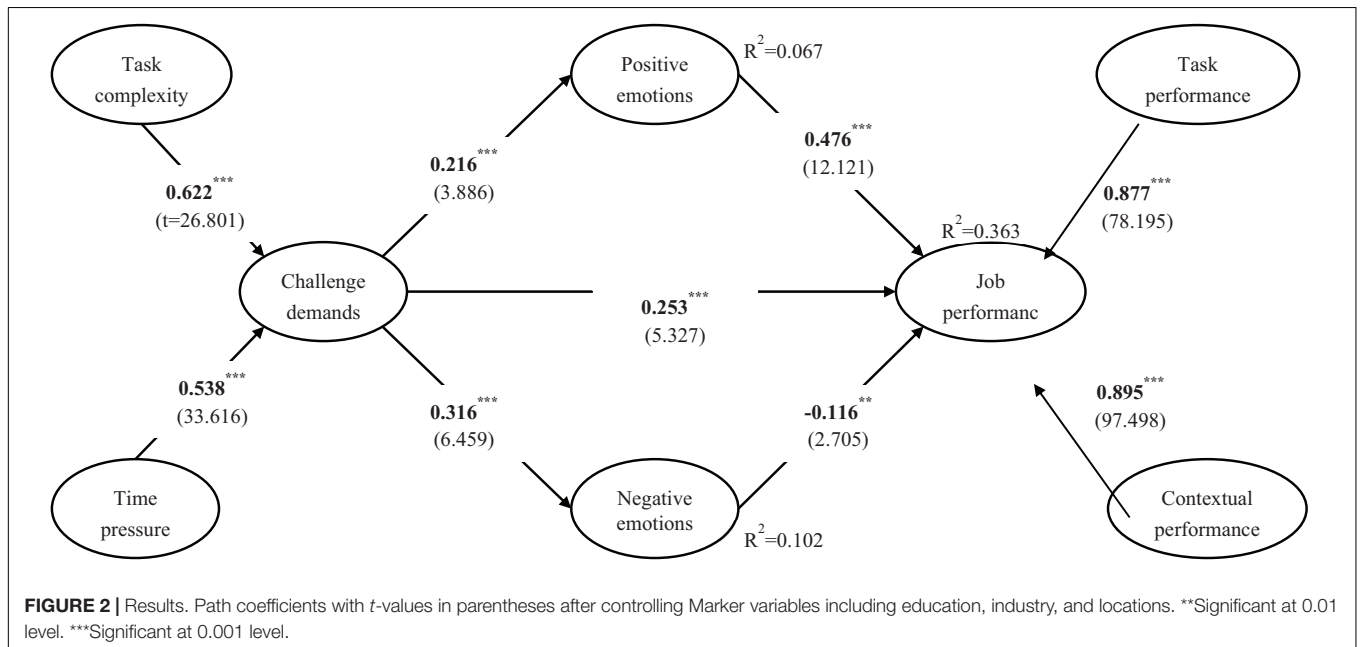 Task
complexity
Positive
emotions
R²=0.067
Task
performance
0.622***
(t=26.801)
0.216***
(3.886)
0.476***
(12.121)
0.877***
(78.195)
Challenge
demands
0.253***
(5.327)
R²=0.363
Job
performanc
0.538***
(33.616)
0.316***
(6.459)
-0.116**
(2.705)
0.895***
(97.498)
Time
pressure
Negative
emotions
R²=0.102
Contextual
performance
FIGURE 2 | Results. Path coefficients with t-values in parentheses after controlling Marker variables including education, industry, and locations. **Significant at 0.01
level. ***Significant at 0.001 level.